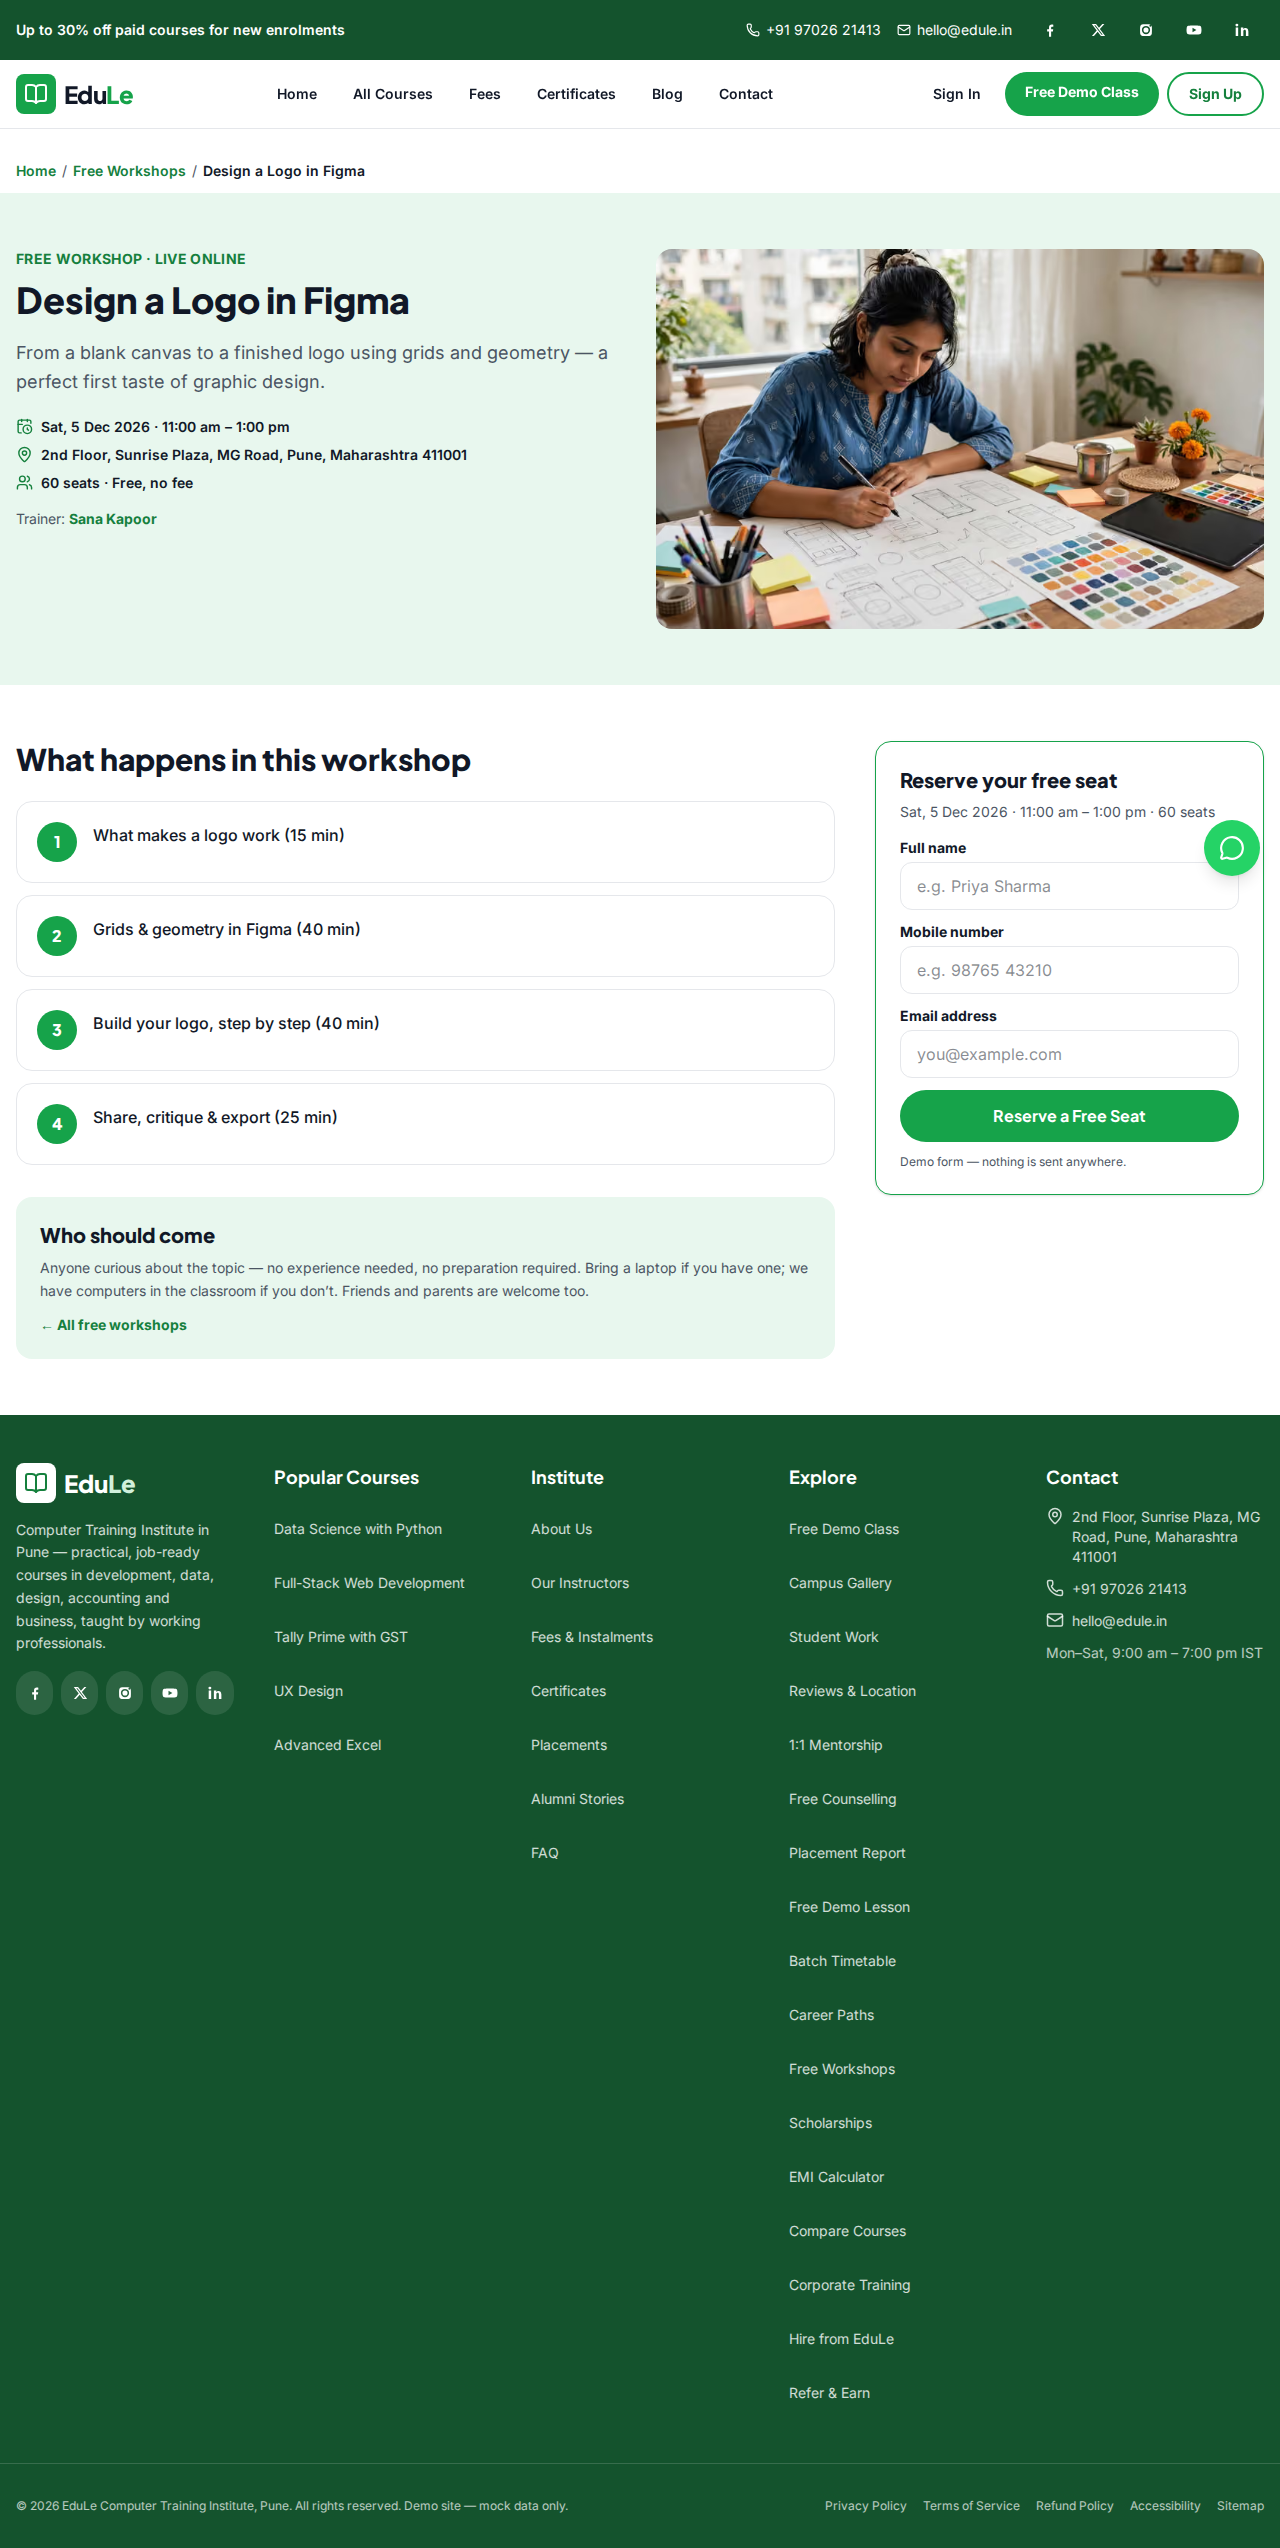 Up to 30% off paid courses for new enrolments
+91 97026 21413
hello@edule.in
EduLe
Home
All Courses
Fees
Certificates
Blog
Contact
Sign In
Free Demo Class
Sign Up
Home / Free Workshops / Design a Logo in Figma
FREE WORKSHOP · LIVE ONLINE
Design a Logo in Figma
From a blank canvas to a finished logo using grids and geometry — a
perfect first taste of graphic design.
Sat, 5 Dec 2026 · 11:00 am – 1:00 pm
2nd Floor, Sunrise Plaza, MG Road, Pune, Maharashtra 411001
60 seats · Free, no fee
Trainer: Sana Kapoor
What happens in this workshop
1 What makes a logo work (15 min)
2 Grids & geometry in Figma (40 min)
3 Build your logo, step by step (40 min)
4 Share, critique & export (25 min)
Who should come
Anyone curious about the topic — no experience needed, no preparation required. Bring a laptop if you have one; we
have computers in the classroom if you don’t. Friends and parents are welcome too.
← All free workshops
Reserve your free seat
Sat, 5 Dec 2026 · 11:00 am – 1:00 pm · 60 seats
Full name
e.g. Priya Sharma
Mobile number
e.g. 98765 43210
Email address
you@example.com
Reserve a Free Seat
Demo form — nothing is sent anywhere.
EduLe
Computer Training Institute in
Pune — practical, job-ready
courses in development, data,
design, accounting and
business, taught by working
professionals.
Popular Courses
Data Science with Python
Full-Stack Web Development
Tally Prime with GST
UX Design
Advanced Excel
Institute
About Us
Our Instructors
Fees & Instalments
Certificates
Placements
Alumni Stories
FAQ
Explore
Free Demo Class
Campus Gallery
Student Work
Reviews & Location
1:1 Mentorship
Free Counselling
Placement Report
Free Demo Lesson
Batch Timetable
Career Paths
Free Workshops
Scholarships
EMI Calculator
Compare Courses
Corporate Training
Hire from EduLe
Refer & Earn
Contact
2nd Floor, Sunrise Plaza, MG
Road, Pune, Maharashtra
411001
+91 97026 21413
hello@edule.in
Mon–Sat, 9:00 am – 7:00 pm IST
© 2026 EduLe Computer Training Institute, Pune. All rights reserved. Demo site — mock data only.
Privacy Policy
Terms of Service
Refund Policy
Accessibility
Sitemap